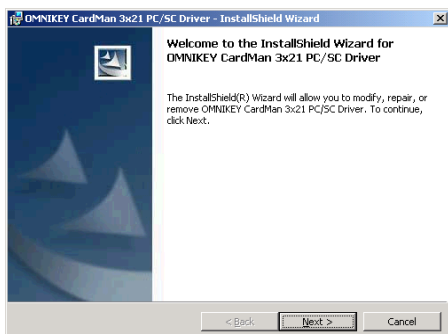 OMNIKEY CardMan 3x21 PC/SC Driver - InstallShield Wizard
Welcome to the InstallShield Wizard for
OMNIKEY CardMan 3x21 PC/SC Driver
The InstallShield(R) Wizard will allow you to modify, repair, or
remove OMNIKEY CardMan 3x21 PC/SC Driver. To continue,
click Next.
< Back Next > Cancel